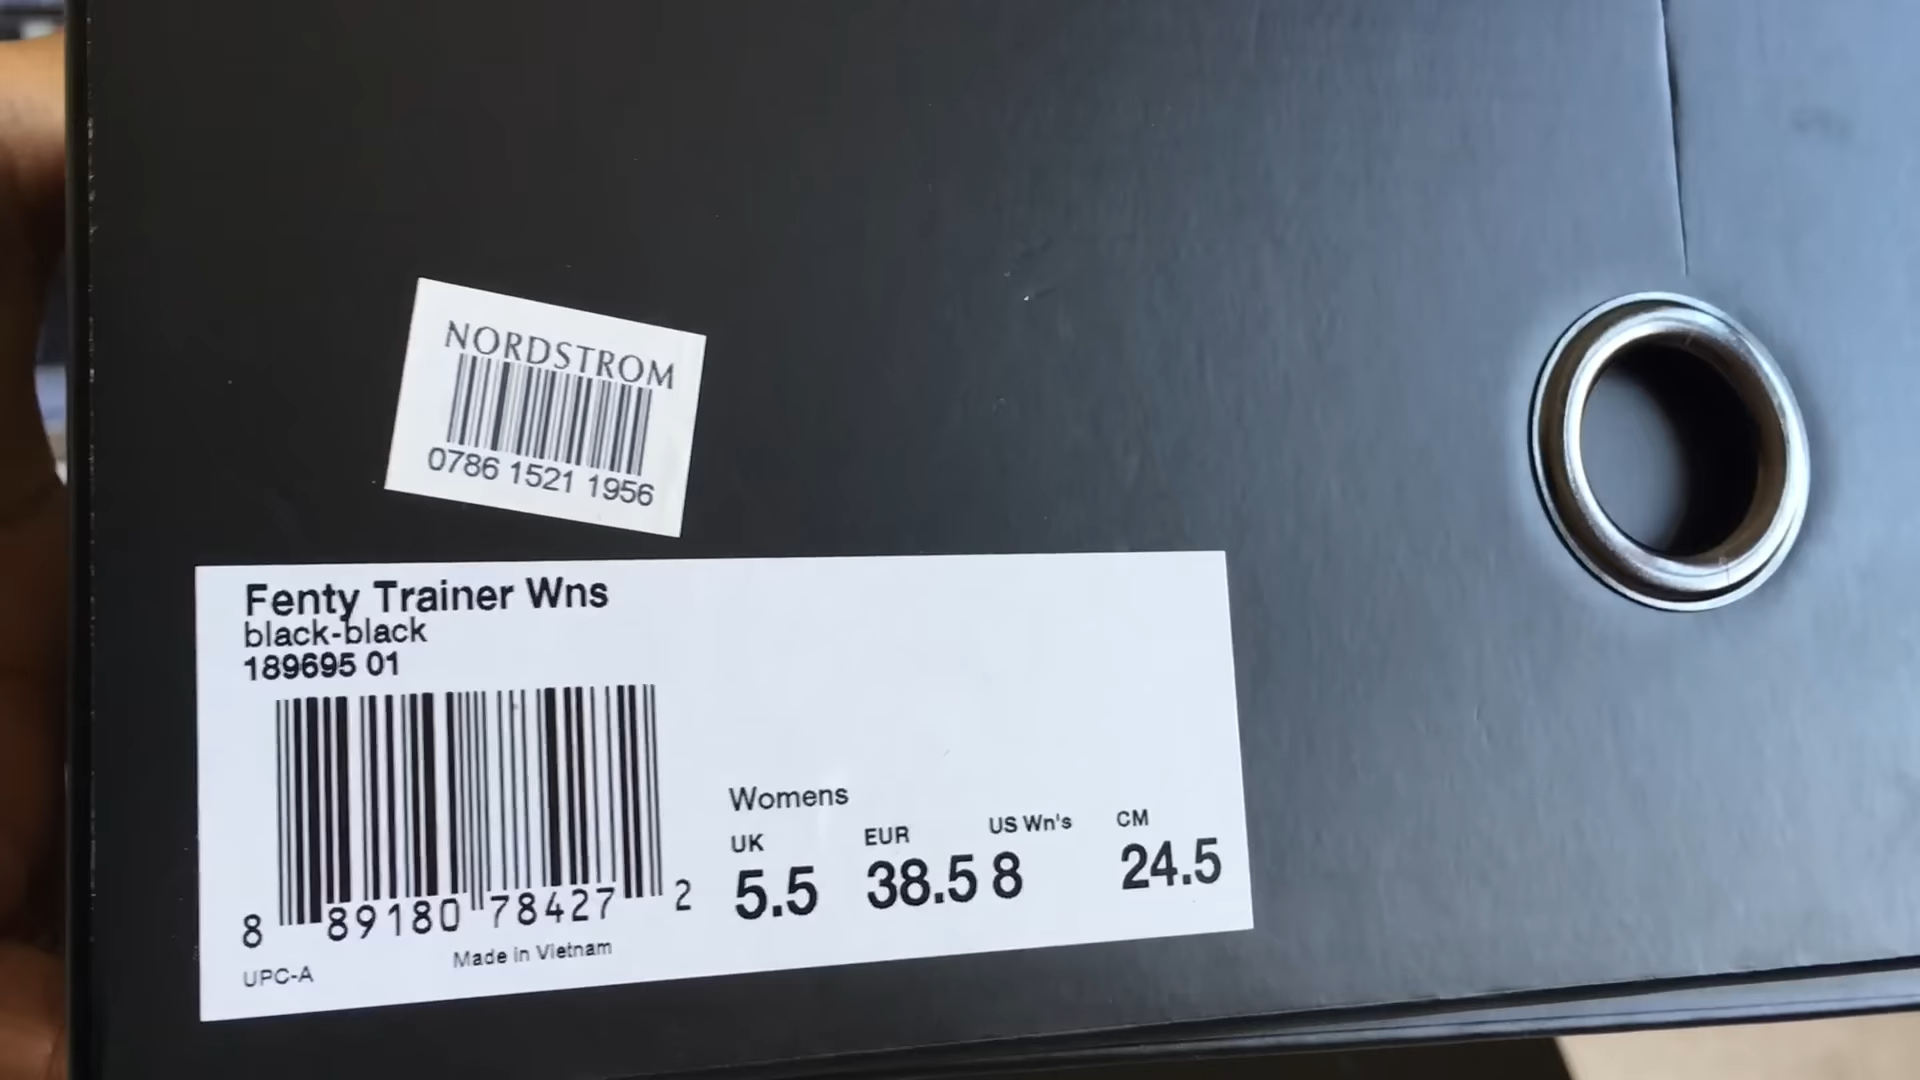 NORDSTROM
0786 1521 1956
Fenty Trainer Wns
black-black
189695 01
8 89180 78427 2
UPC-A
Made in Vietnam
Womens
UK EUR US Wn's CM
5.5 38.5 8 24.5